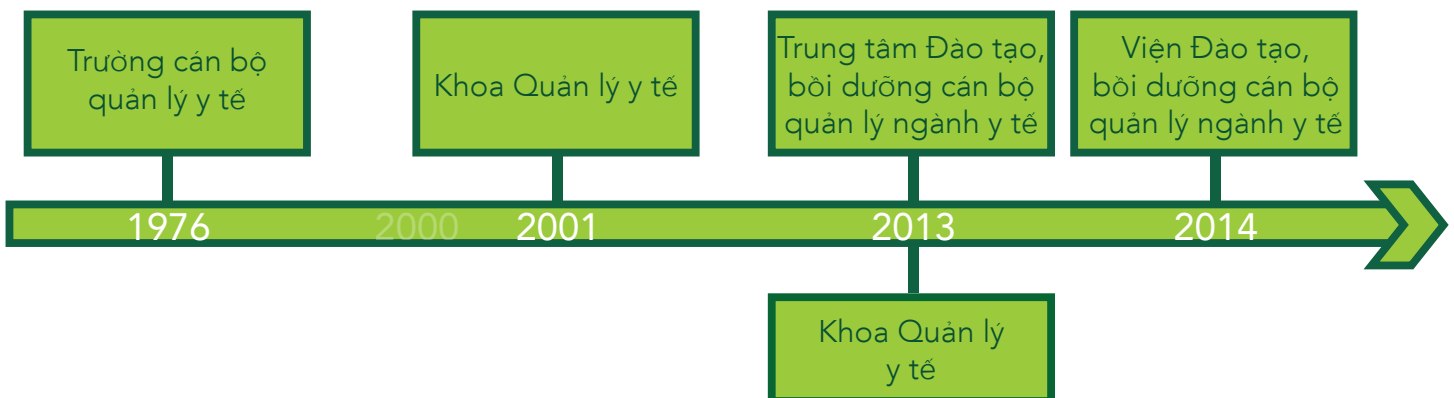 Trường cán bộ
quản lý y tế
Khoa Quản lý y tế
Trung tâm Đào tạo,
bồi dưỡng cán bộ
quản lý ngành y tế
Viện Đào tạo,
bồi dưỡng cán bộ
quản lý ngành y tế
1976
2000
2001
2013
2014
Khoa Quản lý
y tế